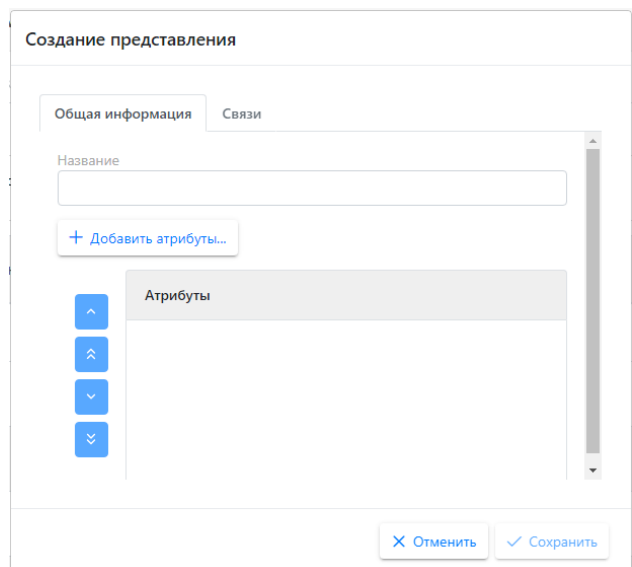 Создание представления
Общая информация Связи
Название
Добавить атрибуты...
Атрибуты
Отменить Сохранить